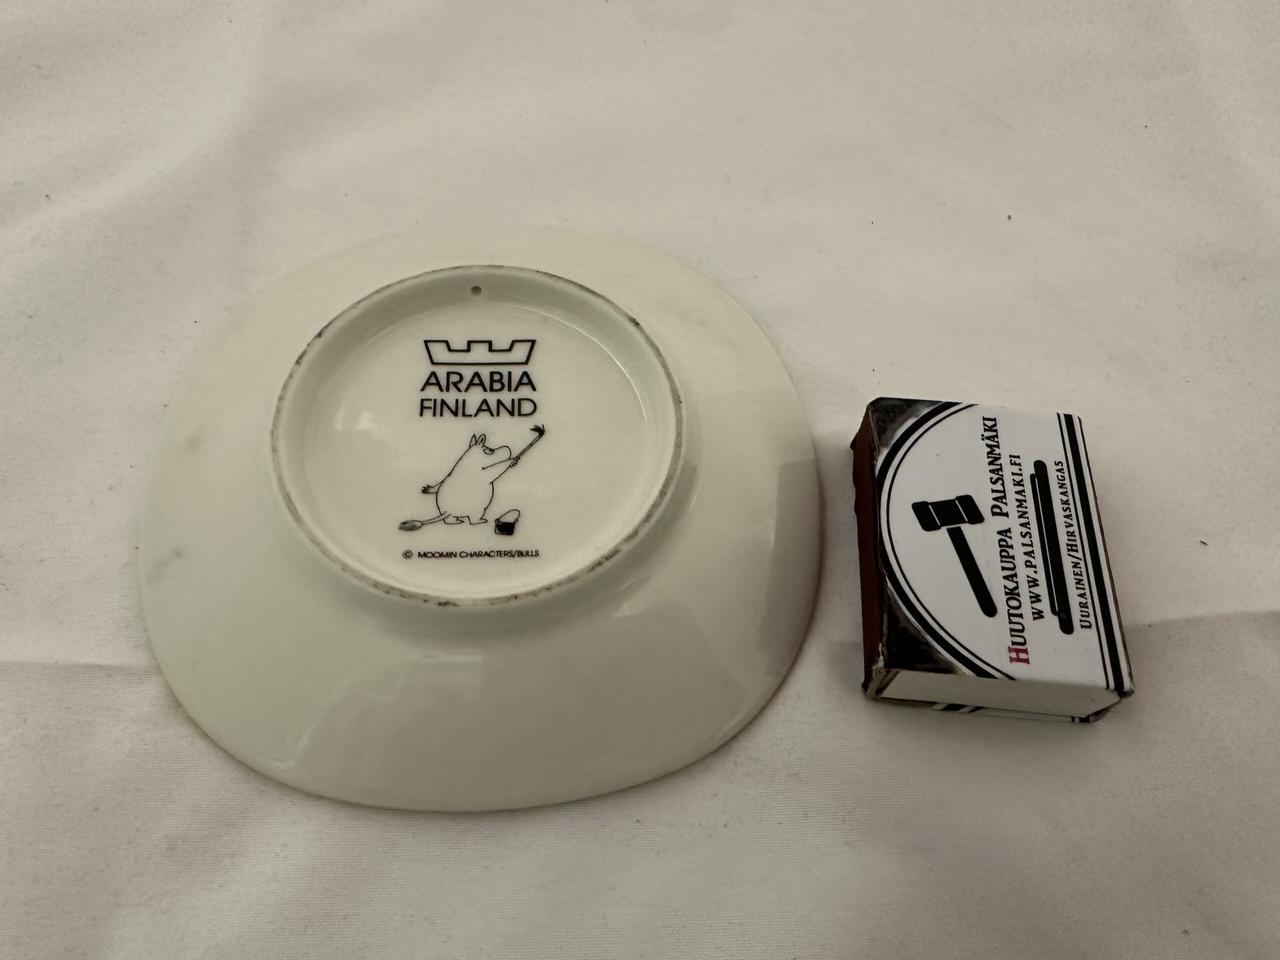 ARABIA
FINLAND
© MOOMIN CHARACTERS/BULLS
HUUTOKAUPPA PALSANMÄKI
WWW.PALSANMAKI.FI
UURAINEN/HIRVASKANGAS